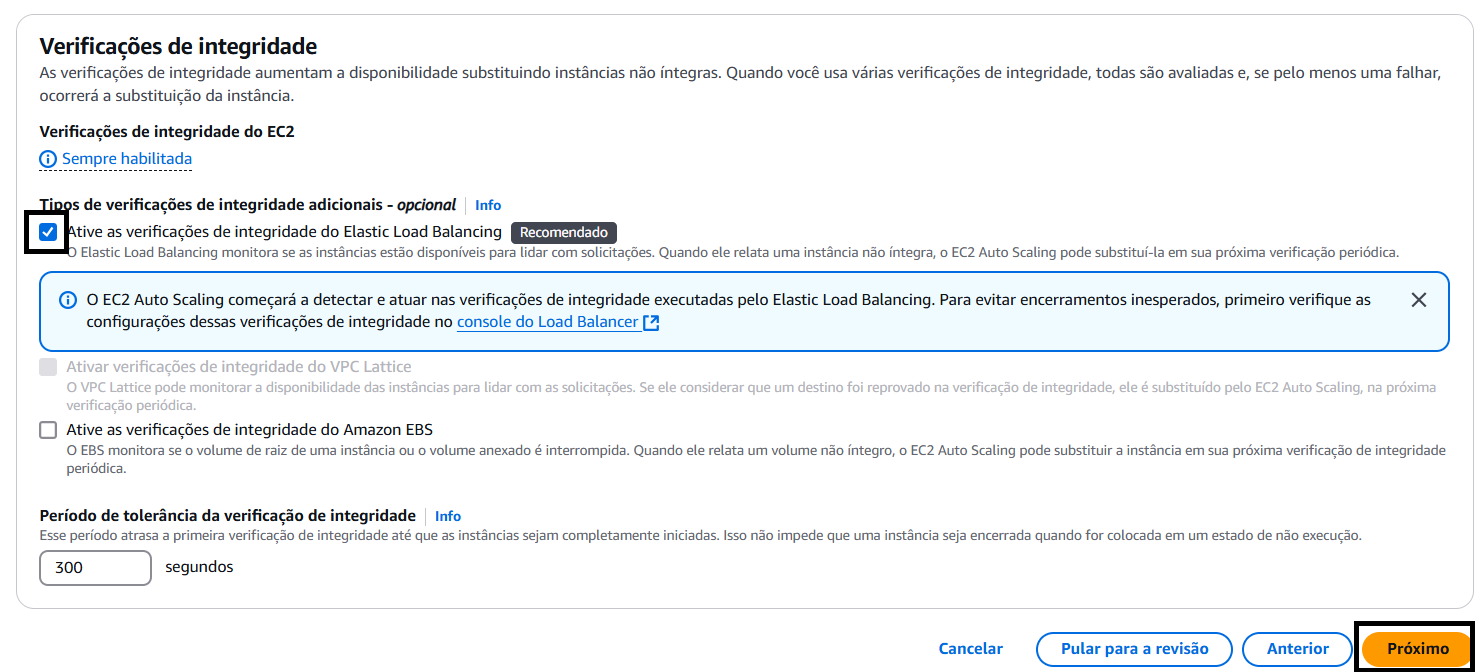 Verificações de integridade
As verificações de integridade aumentam a disponibilidade substituindo instâncias não íntegras. Quando você usa várias verificações de integridade, todas são avaliadas e, se pelo menos uma falhar,
ocorrerá a substituição da instância.
Verificações de integridade do EC2
Sempre habilitada
Tipos de verificações de integridade adicionais - opcional Info
Ative as verificações de integridade do Elastic Load Balancing Recomendado
O Elastic Load Balancing monitora se as instâncias estão disponíveis para lidar com solicitações. Quando ele relata uma instância não íntegra, o EC2 Auto Scaling pode substituí-la em sua próxima verificação periódica.
O EC2 Auto Scaling começará a detectar e atuar nas verificações de integridade executadas pelo Elastic Load Balancing. Para evitar encerramentos inesperados, primeiro verifique as
configurações dessas verificações de integridade no console do Load Balancer
Ativar verificações de integridade do VPC Lattice
O VPC Lattice pode monitorar a disponibilidade das instâncias para lidar com as solicitações. Se ele considerar que um destino foi reprovado na verificação de integridade, ele é substituído pelo EC2 Auto Scaling, na próxima
verificação periódica.
Ative as verificações de integridade do Amazon EBS
O EBS monitora se o volume de raiz de uma instância ou o volume anexado é interrompida. Quando ele relata um volume não íntegro, o EC2 Auto Scaling pode substituir a instância em sua próxima verificação de integridade
periódica.
Período de tolerância da verificação de integridade Info
Esse período atrasa a primeira verificação de integridade até que as instâncias sejam completamente iniciadas. Isso não impede que uma instância seja encerrada quando for colocada em um estado de não execução.
300 segundos
Cancelar Pular para a revisão Anterior Próximo